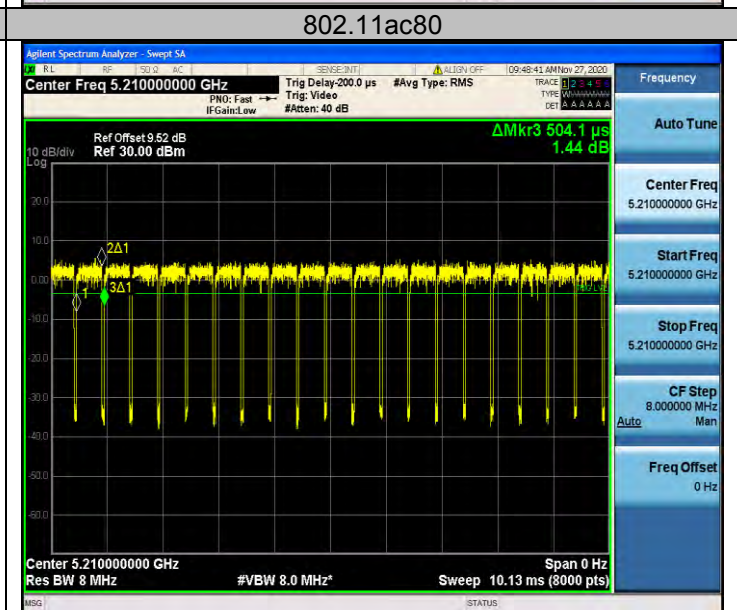 802.11ac80
Agilent Spectrum Analyzer - Swept SA
RL RF 50 Ω AC SENSE:INT ALIGN OFF 09:48:41 AM Nov 27, 2020
Center Freq 5.210000000 GHz
PNO: Fast
IFGain:Low
Trig Delay-200.0 µs
Trig: Video
#Atten: 40 dB
#Avg Type: RMS
TRACE 1 2 3 4 5 6
TYPE
DET A A A A A A
Frequency
Ref Offset 9.52 dB
10 dB/div Ref 30.00 dBm
Log
ΔMkr3 504.1 µs
1.44 dB
20.0
10.0
0.00
-10.0
-20.0
-30.0
-40.0
-50.0
-60.0
2Δ1
1
3Δ1
Center 5.210000000 GHz
Span 0 Hz
Res BW 8 MHz
#VBW 8.0 MHz*
Sweep 10.13 ms (8000 pts)
MSG
STATUS
Auto Tune
Center Freq
5.210000000 GHz
Start Freq
5.210000000 GHz
Stop Freq
5.210000000 GHz
CF Step
8.000000 MHz
Auto Man
Freq Offset
0 Hz